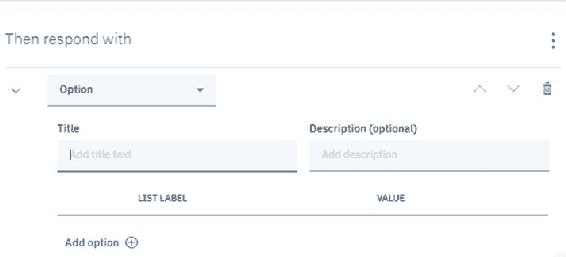 Then respond with
Option
Title
Description (optional)
Add title text
Add description
LIST LABEL
VALUE
Add option